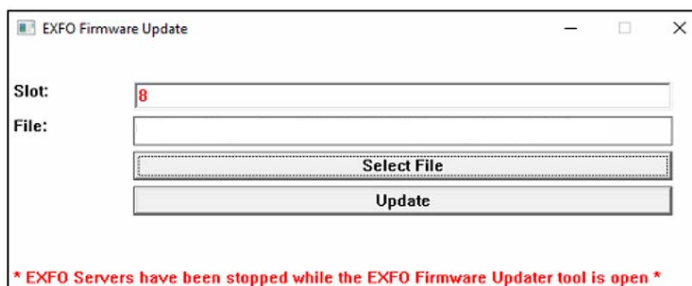 EXFO Firmware Update
Slot:
8
File:
Select File
Update
* EXFO Servers have been stopped while the EXFO Firmware Updater tool is open *